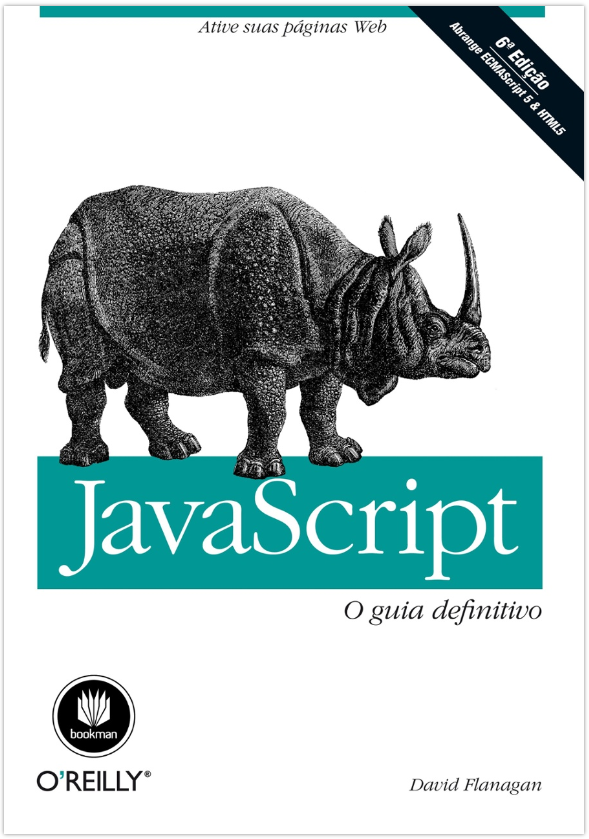 Ative suas páginas Web
6ª Edição
Abrange ECMAScript 5 & HTML5
JavaScript
O guia definitivo
bookman
O'REILLY®
David Flanagan